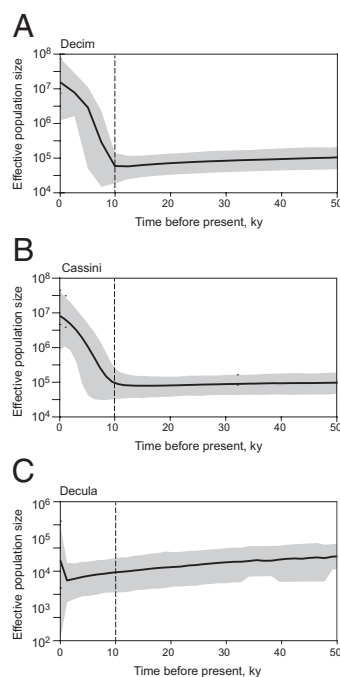 A
Decim
Effective population size
10⁸
10⁷
10⁶
10⁵
10⁴
0 10 20 30 40 50
Time before present, ky
B
Cassini
Effective population size
10⁸
10⁷
10⁶
10⁵
10⁴
0 10 20 30 40 50
Time before present, ky
C
Decula
Effective population size
10⁶
10⁵
10⁴
10³
10²
0 10 20 30 40 50
Time before present, ky